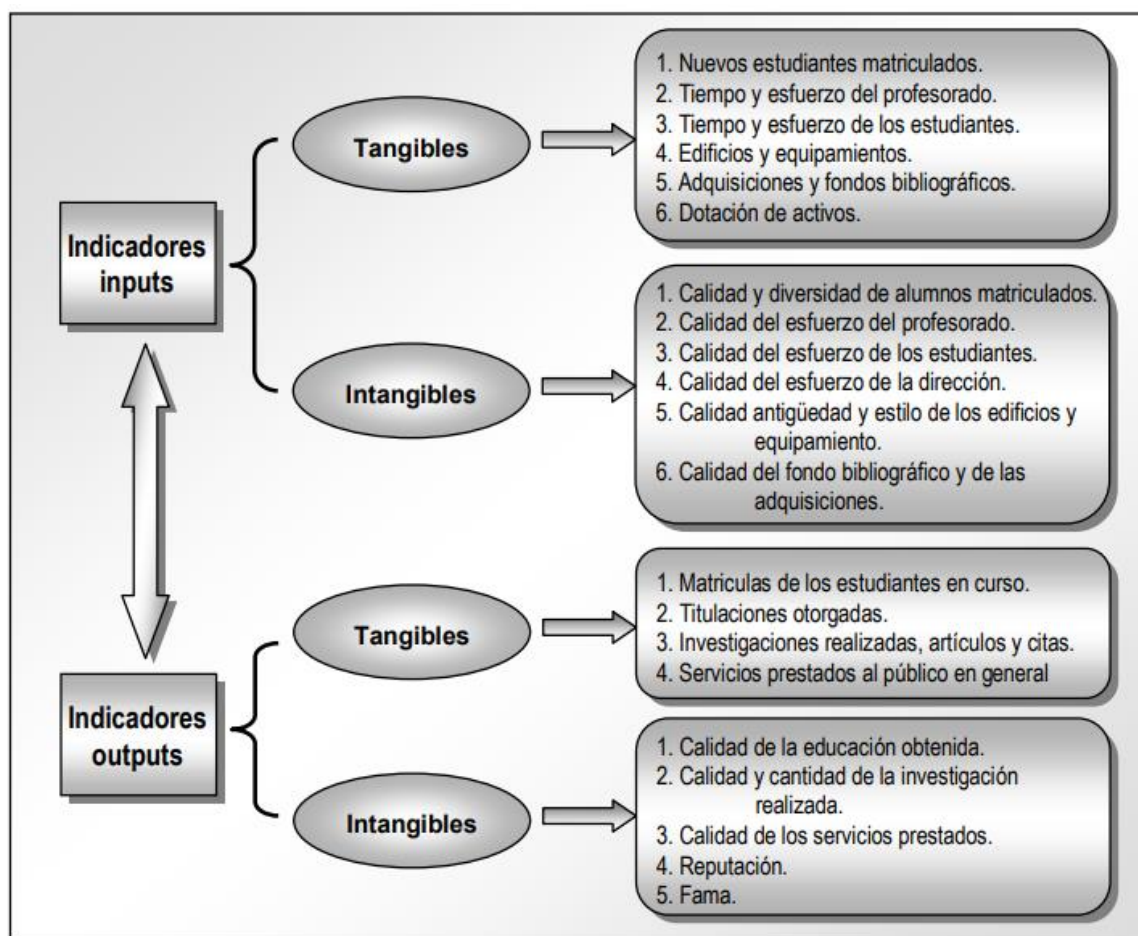 Indicadores
inputs
Tangibles
1. Nuevos estudiantes matriculados.
2. Tiempo y esfuerzo del profesorado.
3. Tiempo y esfuerzo de los estudiantes.
4. Edificios y equipamientos.
5. Adquisiciones y fondos bibliográficos.
6. Dotación de activos.
Intangibles
1. Calidad y diversidad de alumnos matriculados.
2. Calidad del esfuerzo del profesorado.
3. Calidad del esfuerzo de los estudiantes.
4. Calidad del esfuerzo de la dirección.
5. Calidad antigüedad y estilo de los edificios y
equipamiento.
6. Calidad del fondo bibliográfico y de las
adquisiciones.
Indicadores
outputs
Tangibles
1. Matriculas de los estudiantes en curso.
2. Titulaciones otorgadas.
3. Investigaciones realizadas, artículos y citas.
4. Servicios prestados al público en general
Intangibles
1. Calidad de la educación obtenida.
2. Calidad y cantidad de la investigación
realizada.
3. Calidad de los servicios prestados.
4. Reputación.
5. Fama.